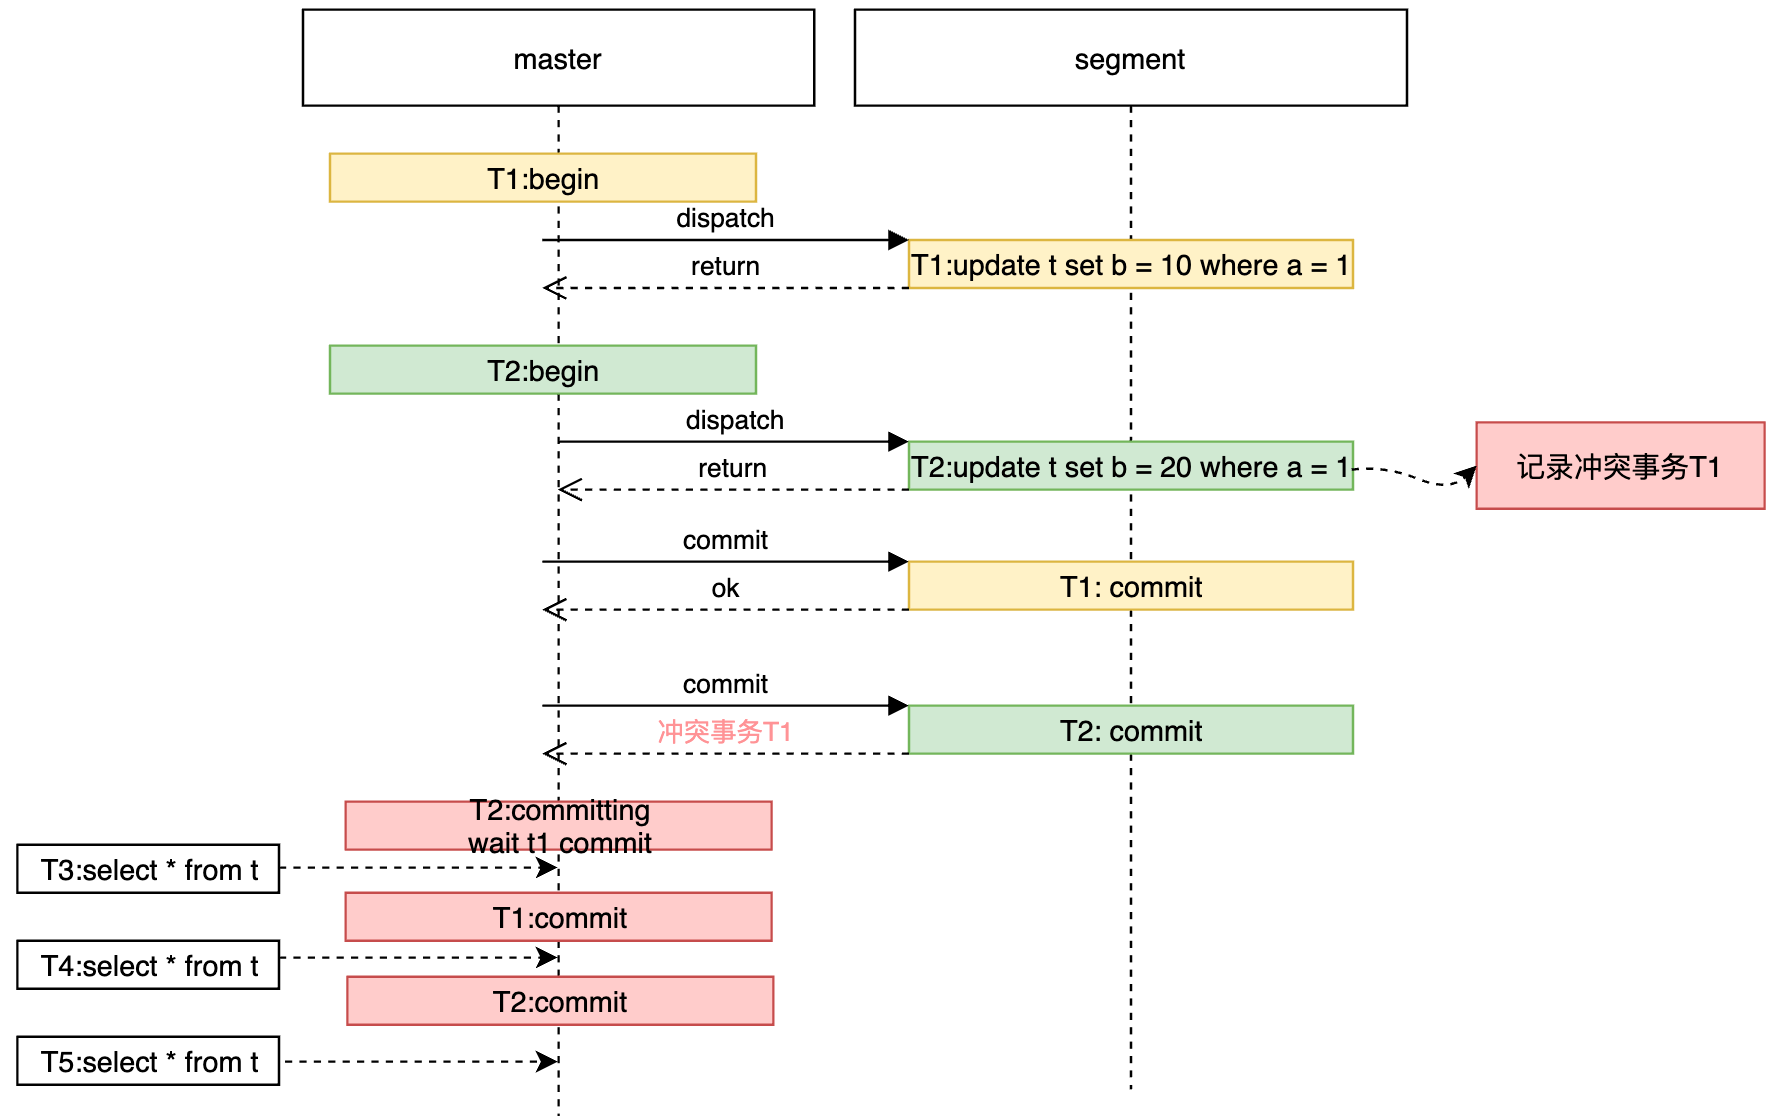 master
segment
T1:begin
dispatch
T1:update t set b = 10 where a = 1
return
T2:begin
dispatch
T2:update t set b = 20 where a = 1
记录冲突事务T1
return
commit
T1: commit
ok
commit
T2: commit
冲突事务T1
T2:committing
wait t1 commit
T3:select * from t
T1:commit
T4:select * from t
T2:commit
T5:select * from t